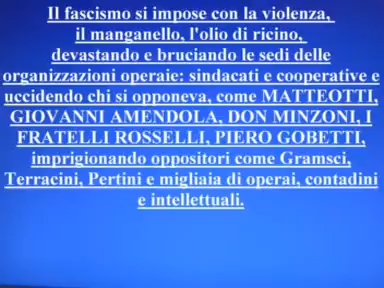 Il fascismo si impose con la violenza,
il manganello, l'olio di ricino,
devastando e bruciando le sedi delle
organizzazioni operaie: sindacati e cooperative e
uccidendo chi si opponeva, come MATTEOTTI,
GIOVANNI AMENDOLA, DON MINZONI, I
FRATELLI ROSSELLI, PIERO GOBETTI,
imprigionando oppositori come Gramsci,
Terracini, Pertini e migliaia di operai, contadini
e intellettuali.